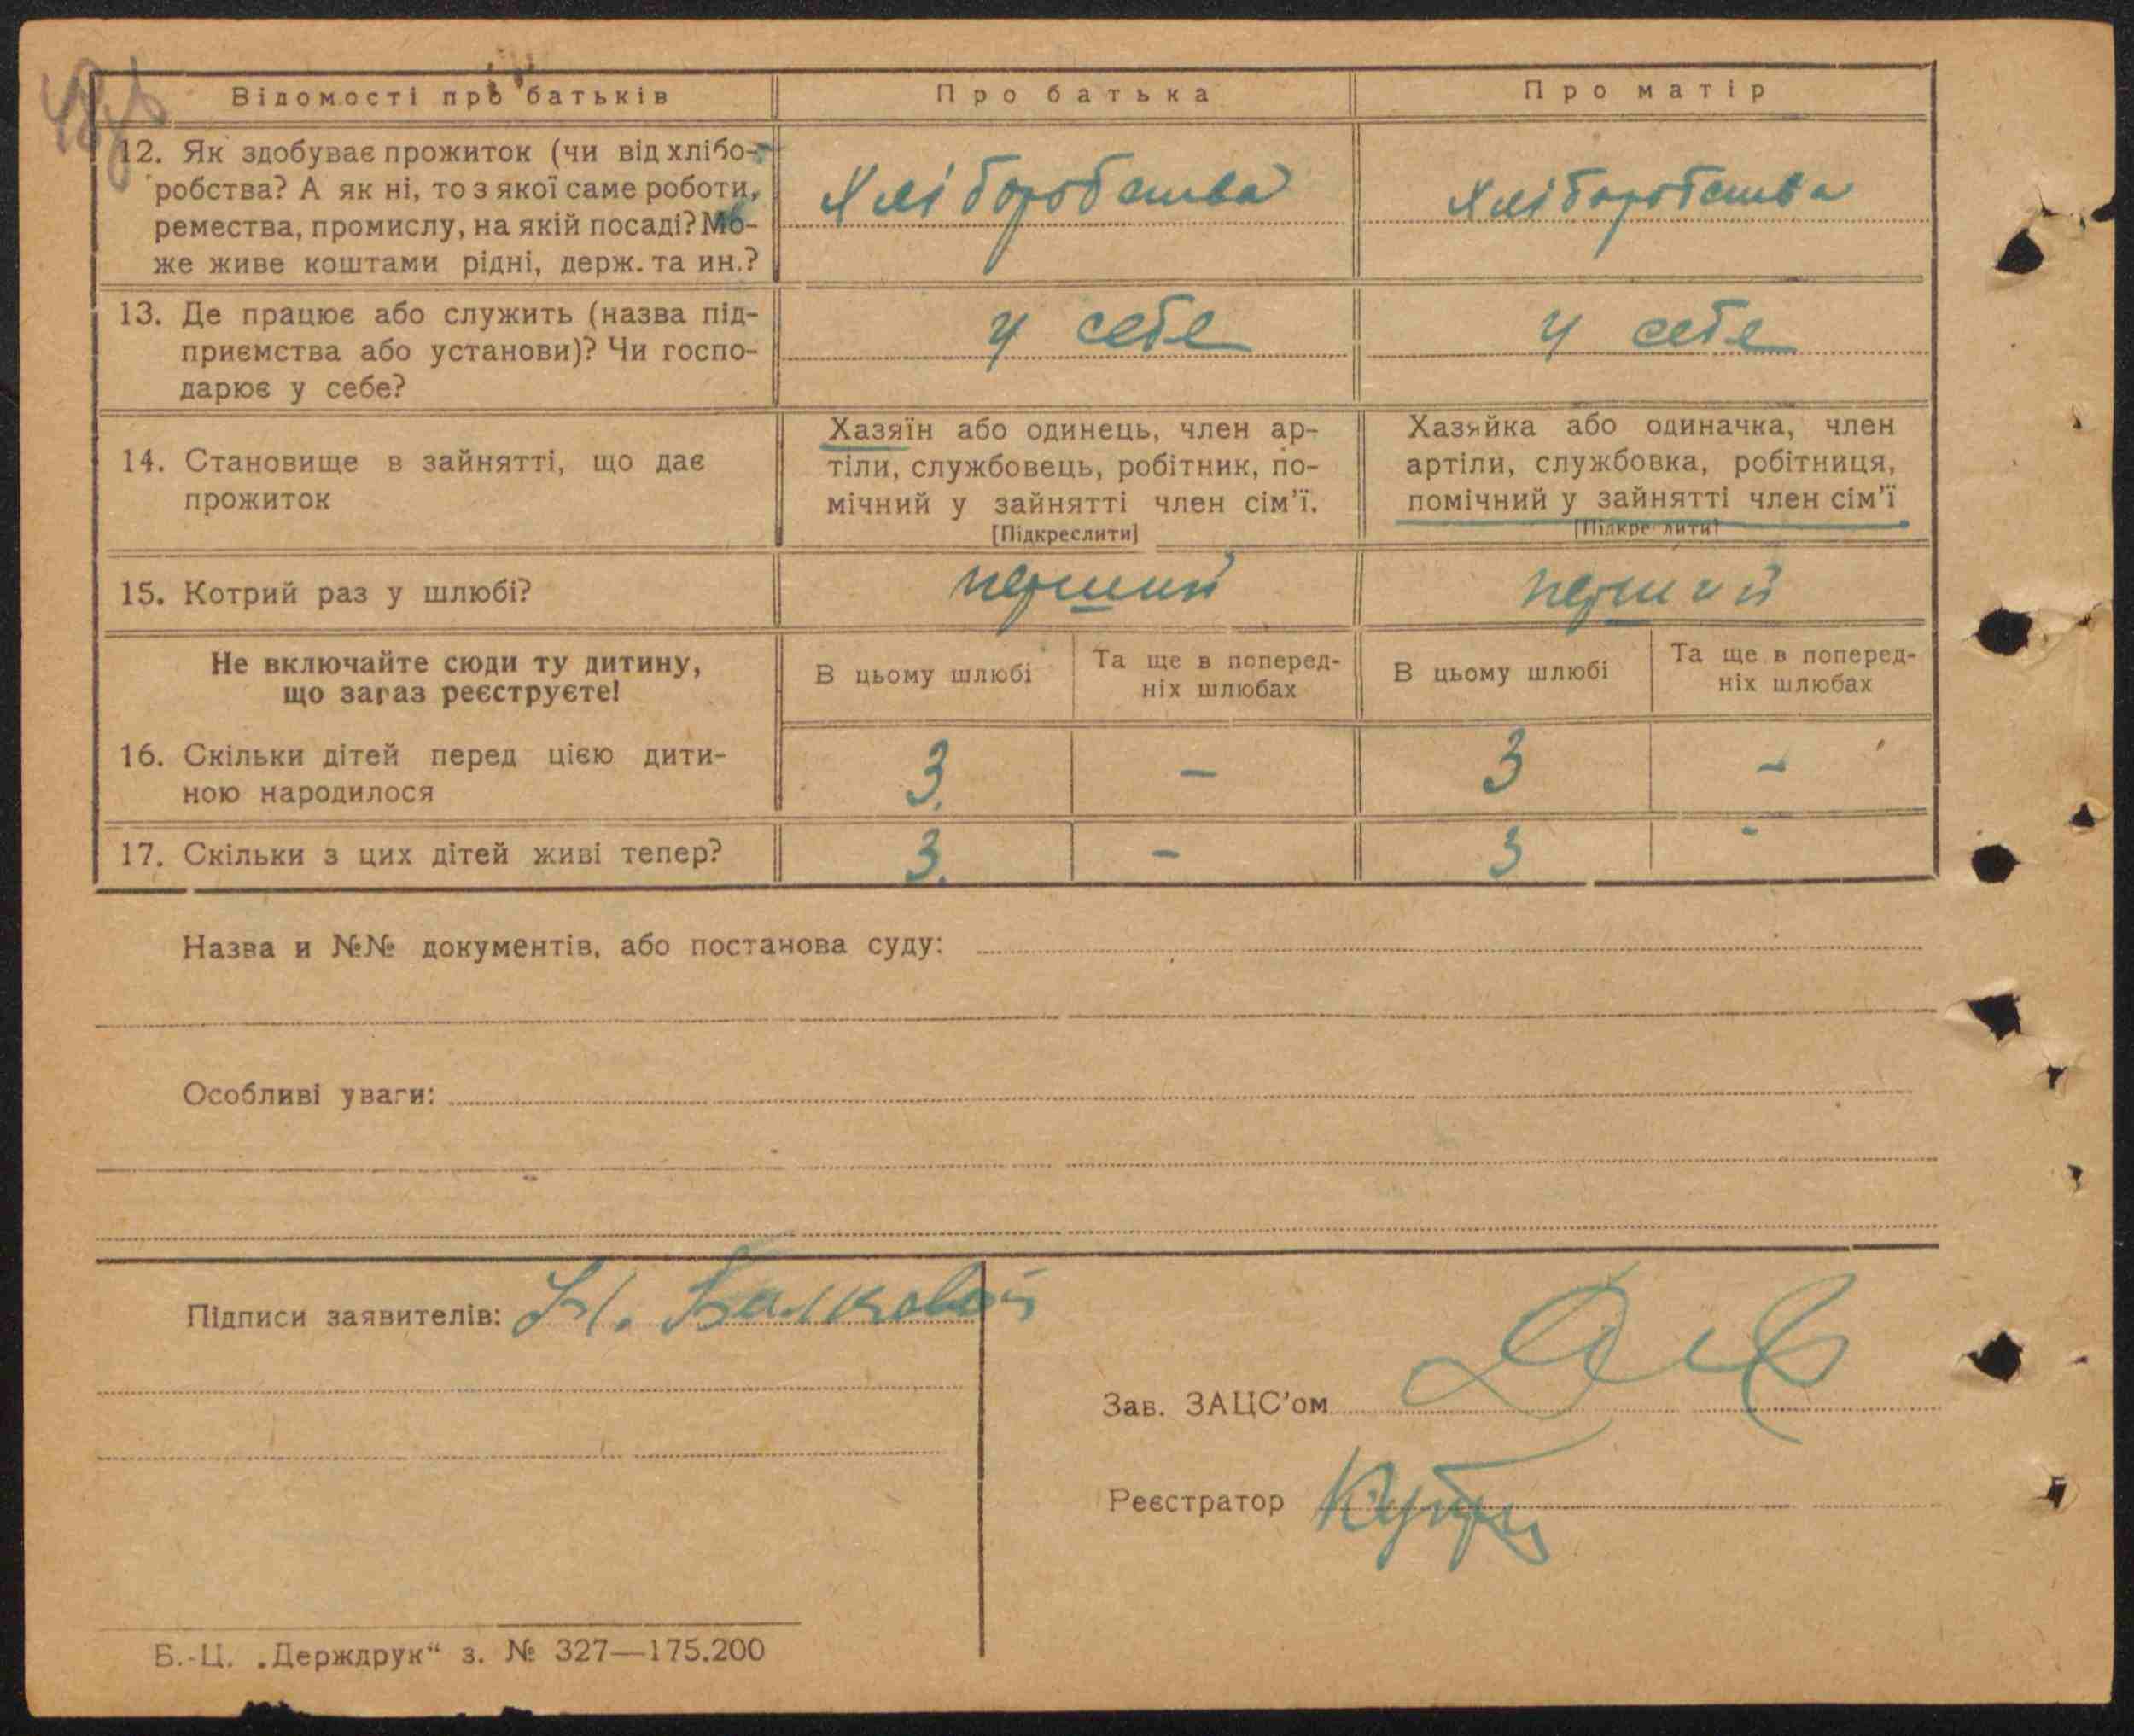 Відомості про батьків
Про батька
Про матір
12. Як здобуває прожиток (чи від хлібо-
робства? А як ні, то з якої саме роботи,
ремества, промислу, на якій посаді? Мо-
же живе коштами рідні, держ. та ин.?
Хліборобства
Хліборобства
13. Де працює або служить (назва під-
приємства або установи)? Чи госпо-
дарює у себе?
у себе
у себе
14. Становище в зайнятті, що дає
прожиток
Хазяїн або одинець, член ар-
тіли, службовець, робітник, по-
мічний у зайнятті член сім'ї.
[Підкреслити]
Хазяйка або одиначка, член
артіли, службовка, робітниця,
помічний у зайнятті член сім'ї
[Підкреслити]
15. Котрий раз у шлюбі?
перший
перший
Не включайте сюди ту дитину,
що зараз реєструєте!
В цьому шлюбі
Та ще в поперед-
ніх шлюбах
В цьому шлюбі
Та ще в поперед-
ніх шлюбах
16. Скільки дітей перед цією дити-
ною народилося
3.
-
3
-
17. Скільки з цих дітей живі тепер?
3.
-
3
-
Назва и №№ документів, або постанова суду:
Особливі уваги:
Підписи заявителів:
Зав. ЗАЦС'ом
Реєстратор
Б.-Ц. „Держдрук“ з. № 327—175.200